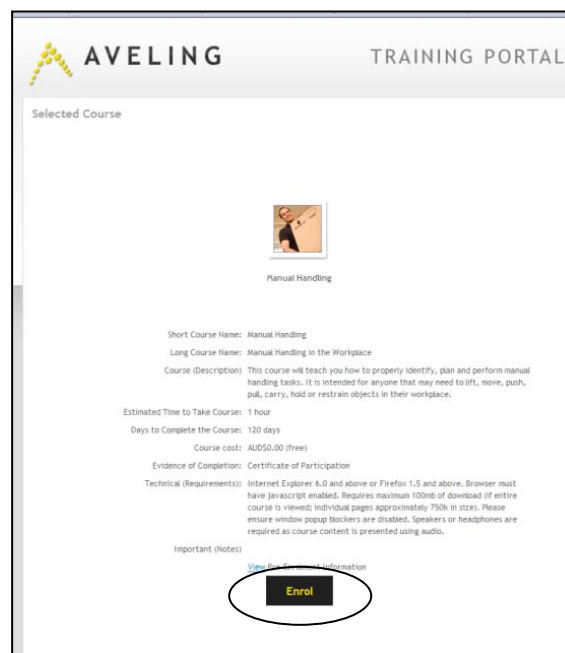 AVELING
TRAINING PORTAL
Selected Course
Manual Handling
Short Course Name: Manual Handling
Long Course Name: Manual Handling in the Workplace
Course (Description) This course will teach you how to properly identify, plan and perform manual
handling tasks. It is intended for anyone that may need to lift, move, push,
pull, carry, hold or restrain objects in their workplace.
Estimated Time to Take Course: 1 hour
Days to Complete the Course: 120 days
Course cost: AUD$0.00 (free)
Evidence of Completion: Certificate of Participation
Technical (Requirements): Internet Explorer 6.0 and above or Firefox 1.5 and above. Browser must
have javascript enabled. Requires maximum 100mb of download (if entire
course is viewed; individual pages approximately 750k in size). Please
ensure window popup blockers are disabled. Speakers or headphones are
required as course content is presented using audio.
Important (Notes)
View Pre-Enrolment Information
Enrol